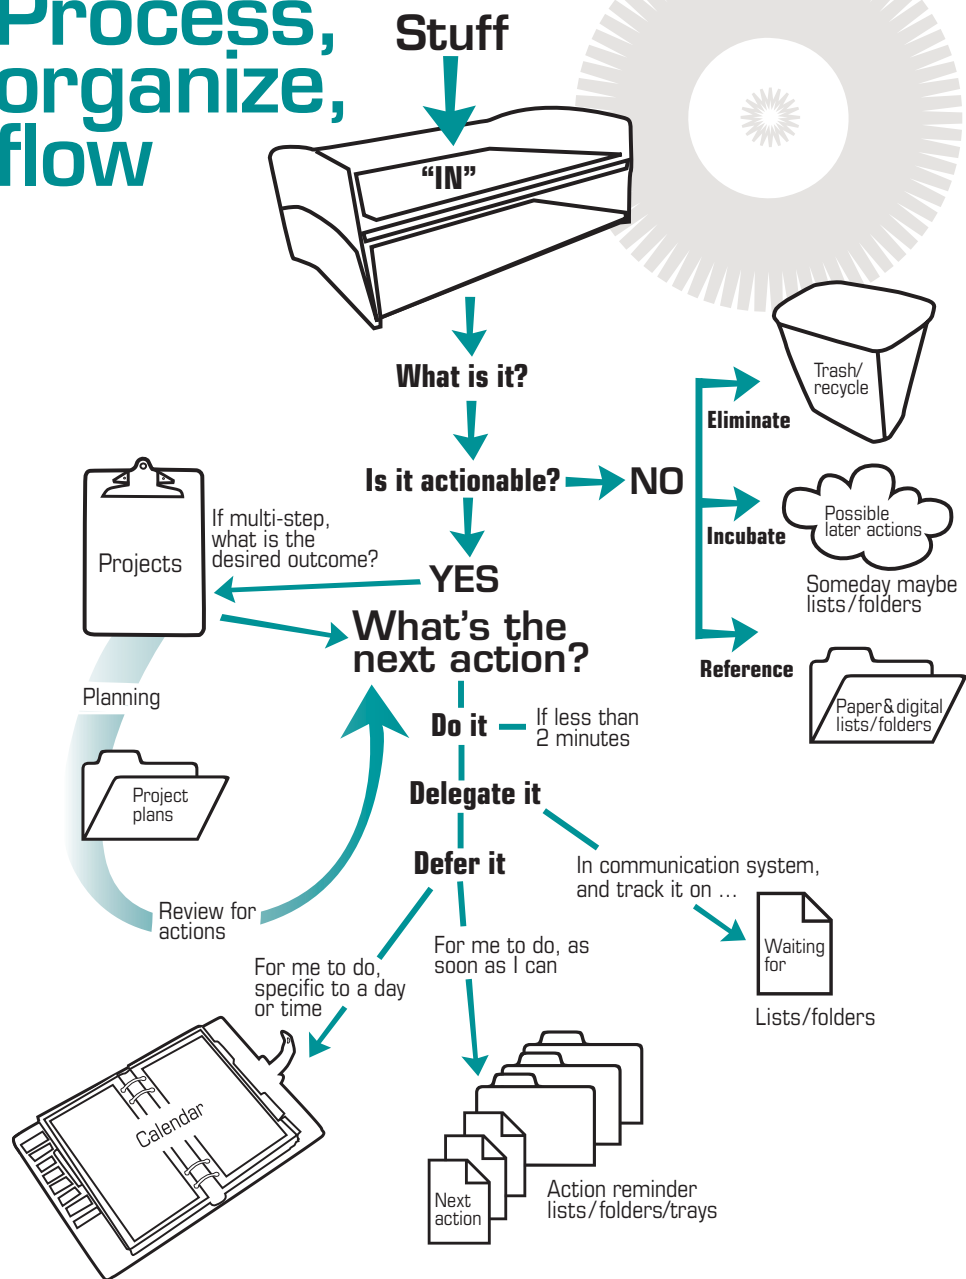 Process,
organize,
flow
Stuff
“IN”
What is it?
Is it actionable?
NO
Eliminate
Trash/
recycle
Incubate
Possible
later actions
Someday maybe
lists/folders
Reference
Paper & digital
lists/folders
YES
If multi-step,
what is the
desired outcome?
Projects
What's the
next action?
Planning
Project
plans
Review for
actions
Do it
If less than
2 minutes
Delegate it
In communication system,
and track it on ...
Waiting
for
Lists/folders
Defer it
For me to do,
specific to a day
or time
Calendar
For me to do, as
soon as I can
Next
action
Action reminder
lists/folders/trays